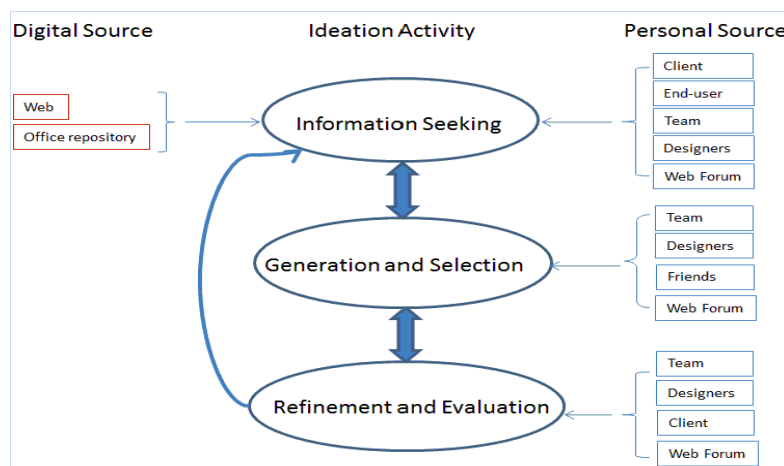 Digital Source
Ideation Activity
Personal Source
Web
Office repository
Information Seeking
Client
End-user
Team
Designers
Web Forum
Generation and Selection
Team
Designers
Friends
Web Forum
Refinement and Evaluation
Team
Designers
Client
Web Forum